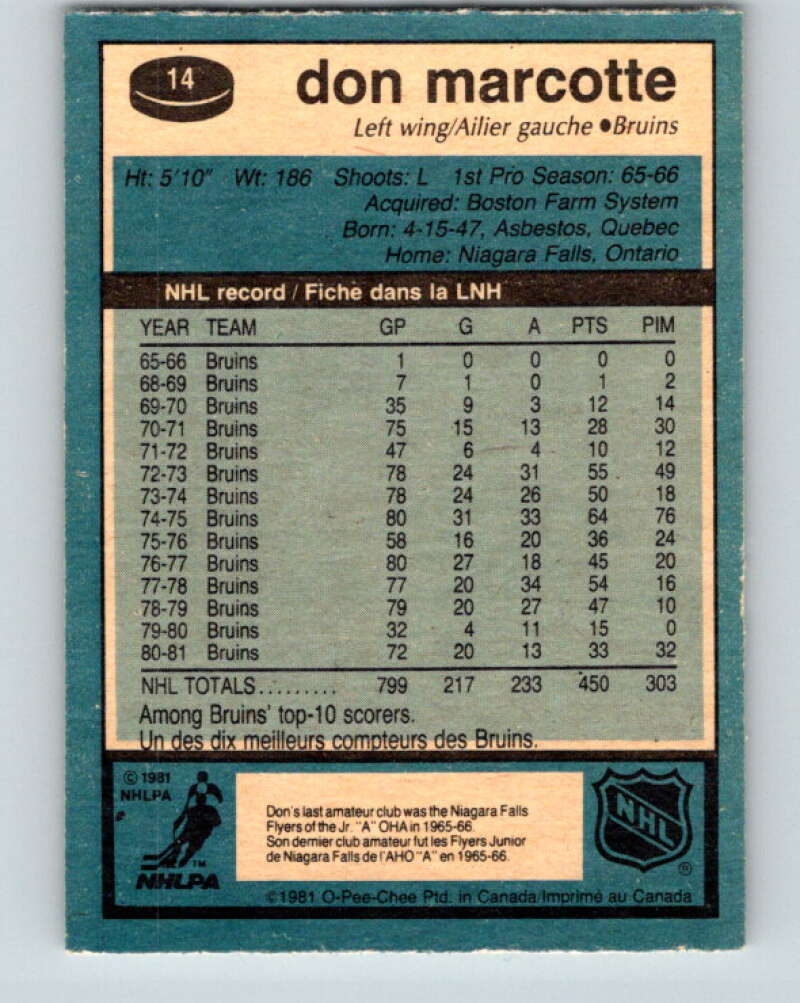 14
don marcotte
Left wing/Ailier gauche ●Bruins
Ht: 5'10" Wt: 186 Shoots: L 1st Pro Season: 65-66
Acquired: Boston Farm System
Born: 4-15-47, Asbestos, Quebec
Home: Niagara Falls, Ontario
NHL record / Fiche dans la LNH
YEAR TEAM GP G A PTS PIM
65-66 Bruins 1 0 0 0 0
68-69 Bruins 7 1 0 1 2
69-70 Bruins 35 9 3 12 14
70-71 Bruins 75 15 13 28 30
71-72 Bruins 47 6 4 10 12
72-73 Bruins 78 24 31 55 49
73-74 Bruins 78 24 26 50 18
74-75 Bruins 80 31 33 64 76
75-76 Bruins 58 16 20 36 24
76-77 Bruins 80 27 18 45 20
77-78 Bruins 77 20 34 54 16
78-79 Bruins 79 20 27 47 10
79-80 Bruins 32 4 11 15 0
80-81 Bruins 72 20 13 33 32
NHL TOTALS......... 799 217 233 450 303
Among Bruins' top-10 scorers.
Un des dix meilleurs compteurs des Bruins.
© 1981
NHLPA
Don's last amateur club was the Niagara Falls
Flyers of the Jr. "A" OHA in 1965-66.
Son dernier club amateur fut les Flyers Junior
de Niagara Falls de l'AHO "A" en 1965-66.
TM
NHLPA
NHL
®
©1981 O-Pee-Chee Ptd. in Canada/Imprimé au Canada